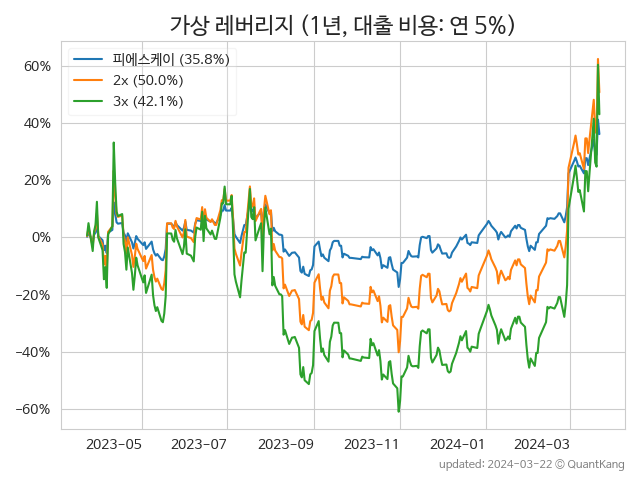 가상 레버리지 (1년, 대출 비용: 연 5%)
피에스케이 (35.8%)
2x (50.0%)
3x (42.1%)
60%
40%
20%
0%
−20%
−40%
−60%
2023-05
2023-07
2023-09
2023-11
2024-01
2024-03
updated: 2024-03-22 © QuantKang